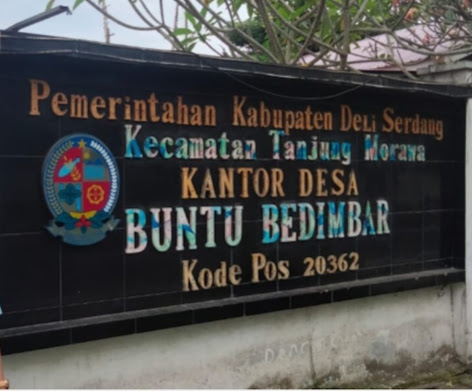 Pemerintahan Kabupaten Deli Serdang
Kecamatan Tanjung Morawa
KANTOR DESA
BUNTU BEDIMBAR
Kode Pos 20362